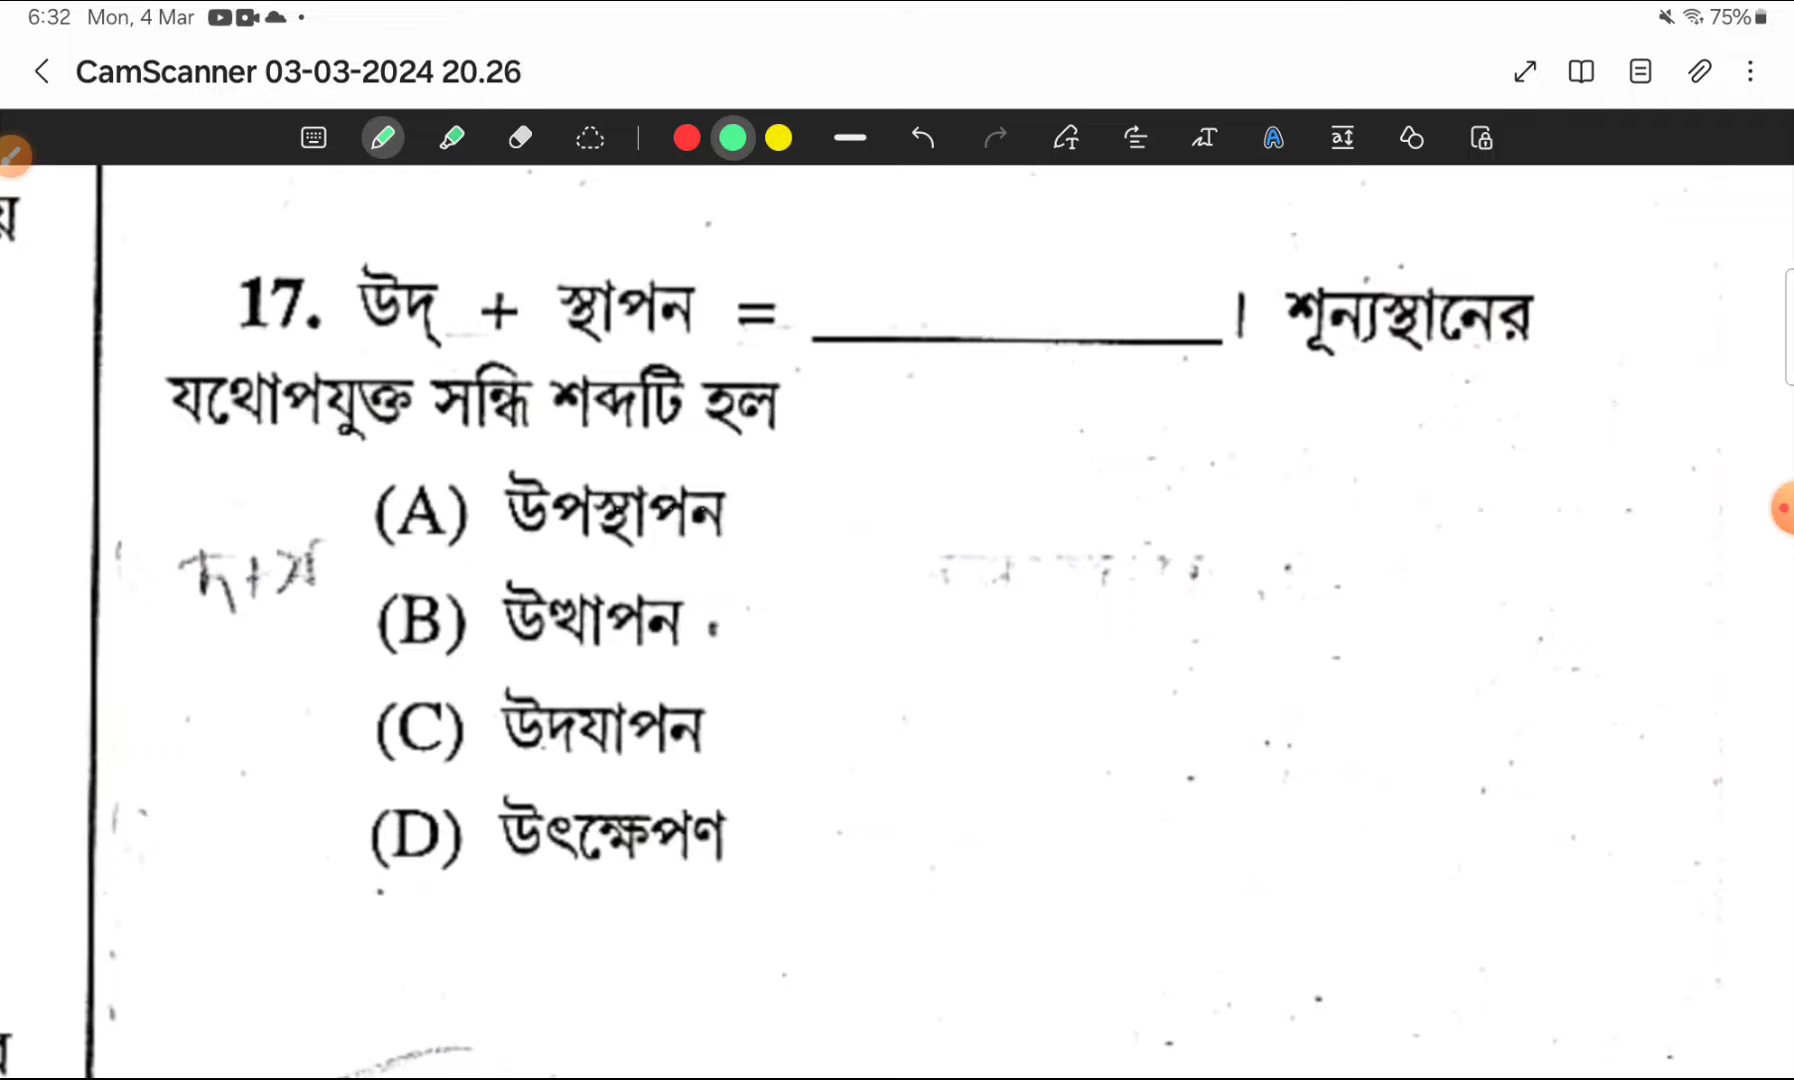 6:32 Mon, 4 Mar
75%
CamScanner 03-03-2024 20.26
17. উদ্ + স্থাপন = ____________। শূন্যস্থানের
যথোপযুক্ত সন্ধি শব্দটি হল
(A) উপস্থাপন
(B) উত্থাপন
(C) উদযাপন
(D) উৎক্ষেপণ